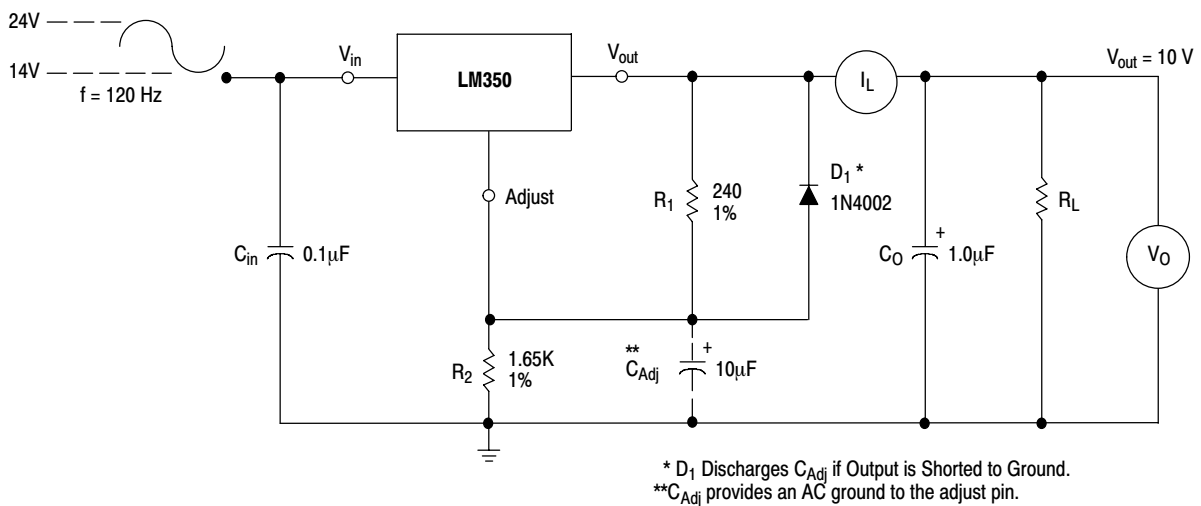 24V
14V
f = 120 Hz
Vin
LM350
Vout
IL
Vout = 10 V
Adjust
R1
240
1%
D1 *
1N4002
RL
Cin
0.1μF
CO
+
1.0μF
VO
R2
1.65K
1%
**
CAdj
+
10μF
* D1 Discharges CAdj if Output is Shorted to Ground.
**CAdj provides an AC ground to the adjust pin.